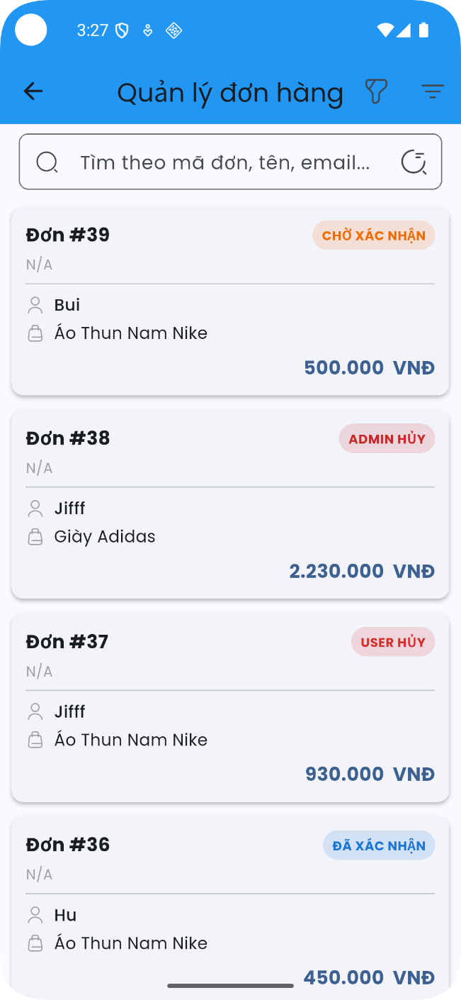 3:27
Quản lý đơn hàng
Tìm theo mã đơn, tên, email...
Đơn #39
CHỜ XÁC NHẬN
N/A
Bui
Áo Thun Nam Nike
500.000 VNĐ
Đơn #38
ADMIN HỦY
N/A
Jifff
Giày Adidas
2.230.000 VNĐ
Đơn #37
USER HỦY
N/A
Jifff
Áo Thun Nam Nike
930.000 VNĐ
Đơn #36
ĐÃ XÁC NHẬN
N/A
Hu
Áo Thun Nam Nike
450.000 VNĐ